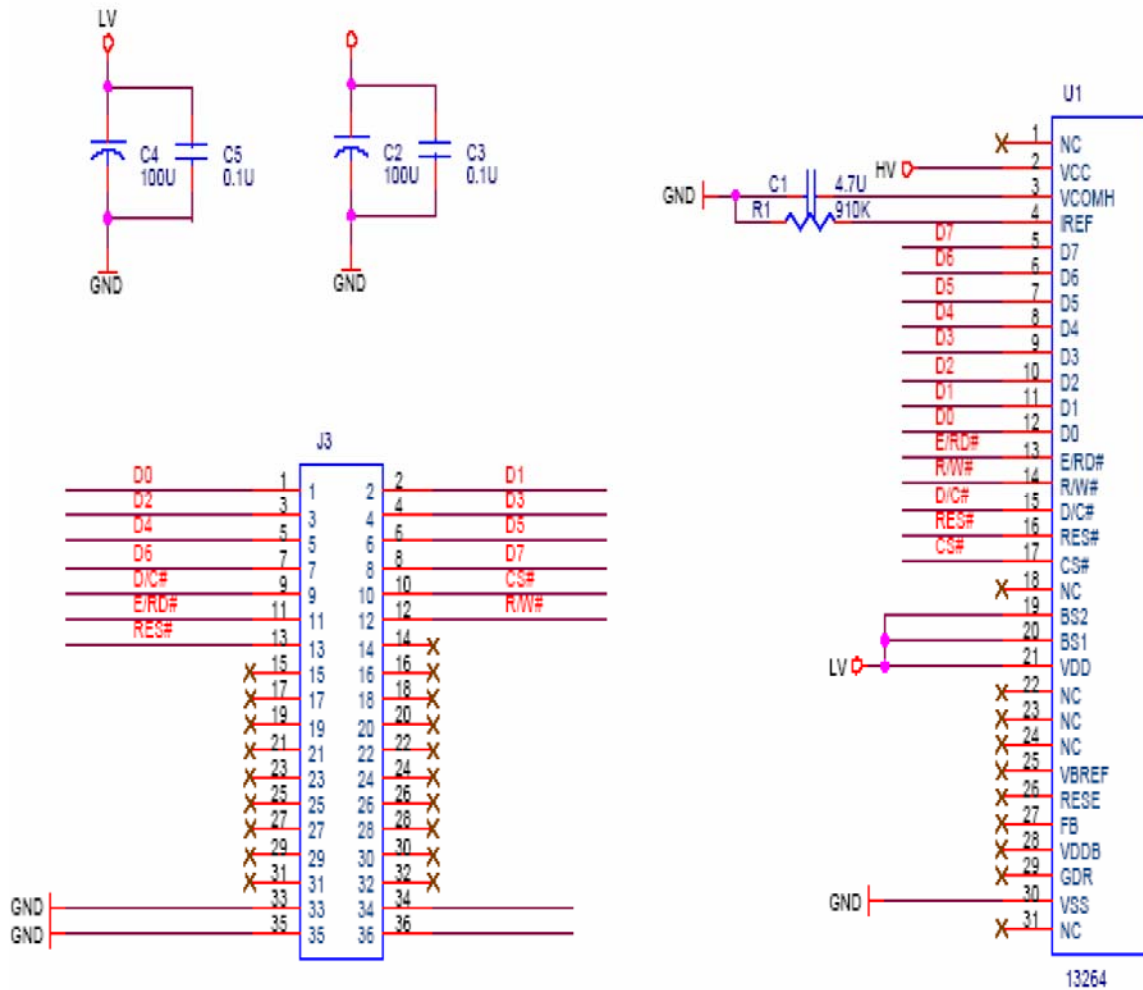 LV
C4 100U
C5 0.1U
GND
C2 100U
C3 0.1U
GND
J3
D0 1 1 2 2 D1
D2 3 3 4 4 D3
D4 5 5 6 6 D5
D6 7 7 8 8 D7
D/C# 9 9 10 10 CS#
E/RD# 11 11 12 12 R/W#
RES# 13 13 14 14
15 15 16 16
17 17 18 18
19 19 20 20
21 21 22 22
23 23 24 24
25 25 26 26
27 27 28 28
29 29 30 30
31 31 32 32
GND 33 33 34 34
GND 35 35 36 36
U1
1 NC
HV 2 VCC
GND C1 4.7U 3 VCOMH
R1 910K 4 IREF
D7 5 D7
D6 6 D6
D5 7 D5
D4 8 D4
D3 9 D3
D2 10 D2
D1 11 D1
D0 12 D0
E/RD# 13 E/RD#
R/W# 14 R/W#
D/C# 15 D/C#
RES# 16 RES#
CS# 17 CS#
18 NC
19 BS2
20 BS1
LV 21 VDD
22 NC
23 NC
24 NC
25 VBREF
26 RESE
27 FB
28 VDDB
29 GDR
GND 30 VSS
31 NC
13264